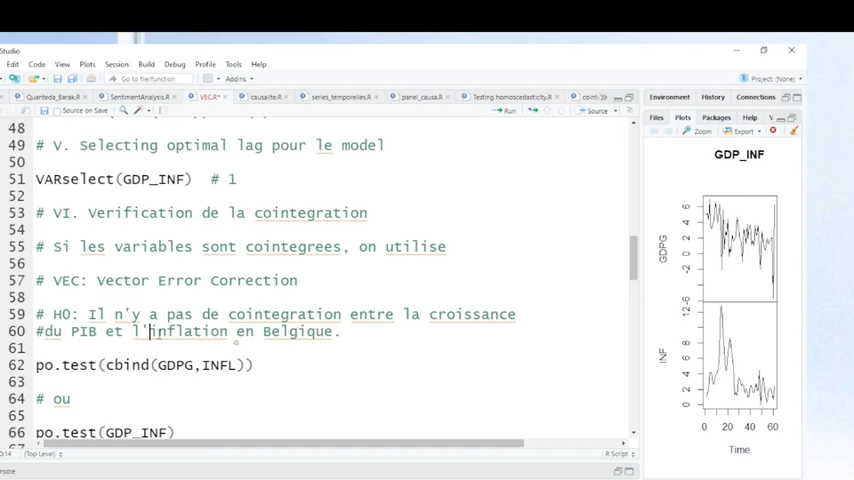 Studio
Edit Code View Plots Session Build Debug Profile Tools Help
Go to file/function Addins Project: (None)
Quanteda_Barak.R SentimentAnalysis.R VEC.R* causalite.R series_temporelles.R panel_causa.R Testing homoscedasticity.R coint
Environment History Connections
Source on Save Run Source
Files Plots Packages Help
Zoom Export
48
49 # V. Selecting optimal lag pour le model
50
51 VARselect(GDP_INF) # 1
52
53 # VI. Verification de la cointegration
54
55 # Si les variables sont cointegrees, on utilise
56
57 # VEC: Vector Error Correction
58
59 # H0: Il n'y a pas de cointegration entre la croissance
60 #du PIB et l'inflation en Belgique.
61
62 po.test(cbind(GDPG,INFL))
63
64 # ou
65
66 po.test(GDP_INF)
67
(Top Level) R Script
GDP_INF
GDPG
6
4
2
0
-2
-6
INF
12
8
6
4
2
0
0 20 40 60
Time